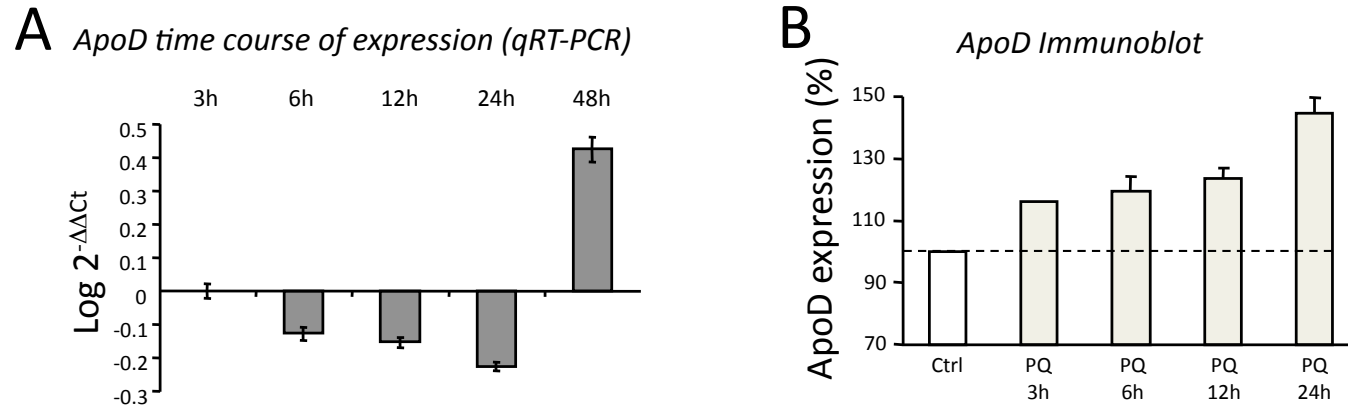 A
ApoD time course of expression (qRT-PCR)
3h 6h 12h 24h 48h
Log 2-ΔΔCt
0.5
0.4
0.3
0.2
0.1
0
-0.1
-0.2
-0.3
B
ApoD Immunoblot
ApoD expression (%)
150
130
110
90
70
Ctrl PQ PQ PQ PQ
3h 6h 12h 24h